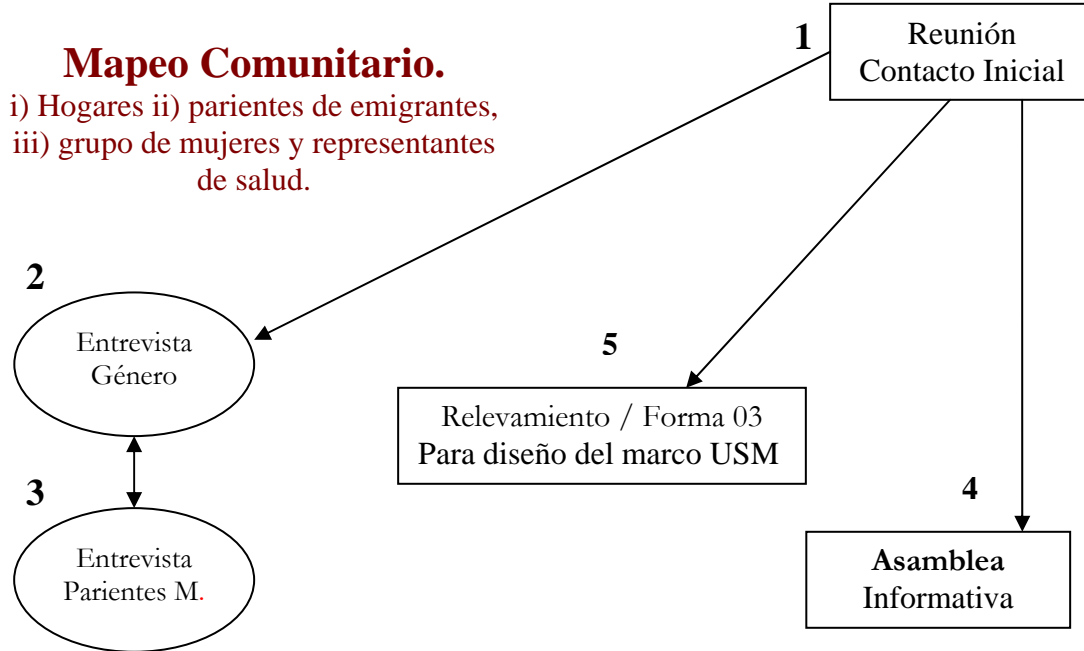 1
Reunión
Contacto Inicial
Mapeo Comunitario.
i) Hogares ii) parientes de emigrantes,
iii) grupo de mujeres y representantes
de salud.
2
Entrevista
Género
5
Relevamiento / Forma 03
Para diseño del marco USM
3
Entrevista
Parientes M.
4
Asamblea
Informativa